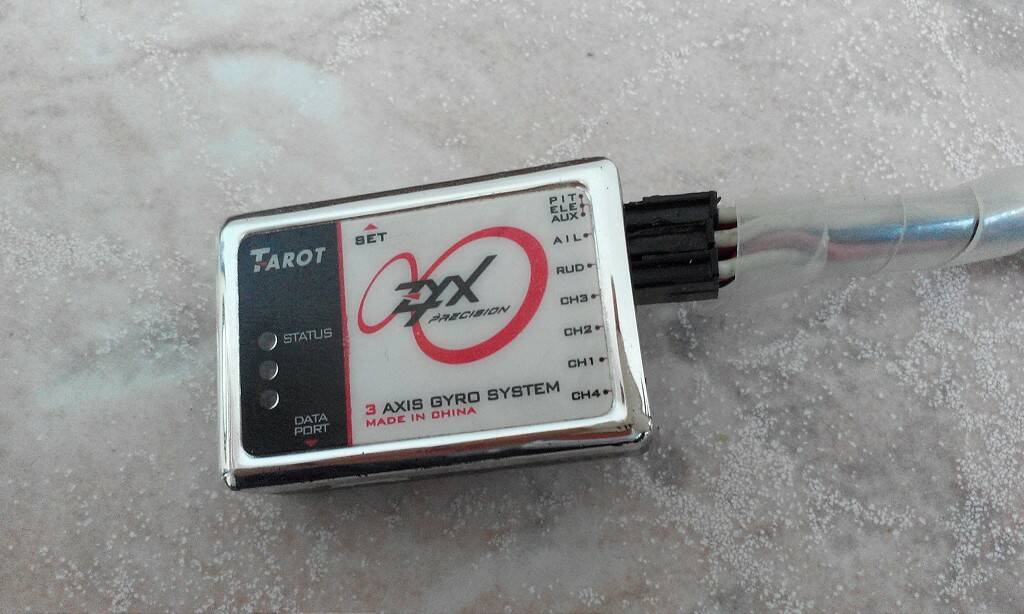 TAROT
STATUS
DATA
PORT
SET
ZYX
PRECISION
3 AXIS GYRO SYSTEM
MADE IN CHINA
PIT
ELE
AUX
AIL
RUD
CH3
CH2
CH1
CH4